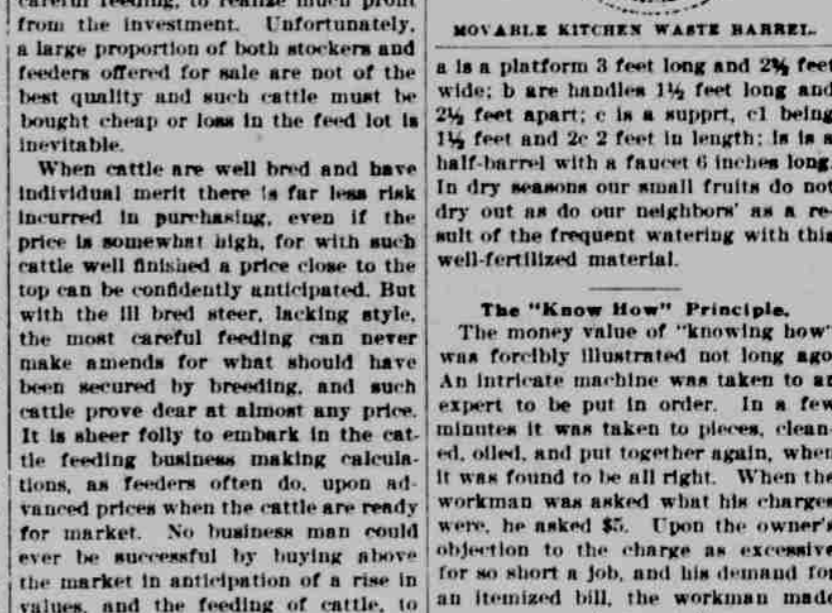 careful feeding, to realize much profit
from the investment. Unfortunately,
a large proportion of both stockers and
feeders offered for sale are not of the
best quality and such cattle must be
bought cheap or loss in the feed lot is
inevitable.
When cattle are well bred and have
individual merit there is far less risk
incurred in purchasing, even if the
price is somewhat high, for with such
cattle well finished a price close to the
top can be confidently anticipated. But
with the ill bred steer, lacking style,
the most careful feeding can never
make amends for what should have
been secured by breeding, and such
cattle prove dear at almost any price.
It is sheer folly to embark in the cat-
tle feeding business making calcula-
tions, as feeders often do, upon ad-
vanced prices when the cattle are ready
for market. No business man could
ever be successful by buying above
the market in anticipation of a rise in
values, and the feeding of cattle, to
MOVABLE KITCHEN WASTE BARREL.
a is a platform 3 feet long and 2½ feet
wide; b are handles 1½ feet long and
2½ feet apart; c is a supprt, c1 being
1½ feet and 2c 2 feet in length; is is a
half-barrel with a faucet 6 inches long.
In dry seasons our small fruits do not
dry out as do our neighbors' as a re-
sult of the frequent watering with this
well-fertilized material.
The "Know How" Principle.
The money value of "knowing how"
was forcibly illustrated not long ago
An intricate machine was taken to an
expert to be put in order. In a few
minutes it was taken to pieces, clean-
ed, oiled, and put together again, when
it was found to be all right. When the
workman was asked what his charges
were, he asked $5. Upon the owner's
objection to the charge as excessive
for so short a job, and his demand for
an itemized bill, the workman made